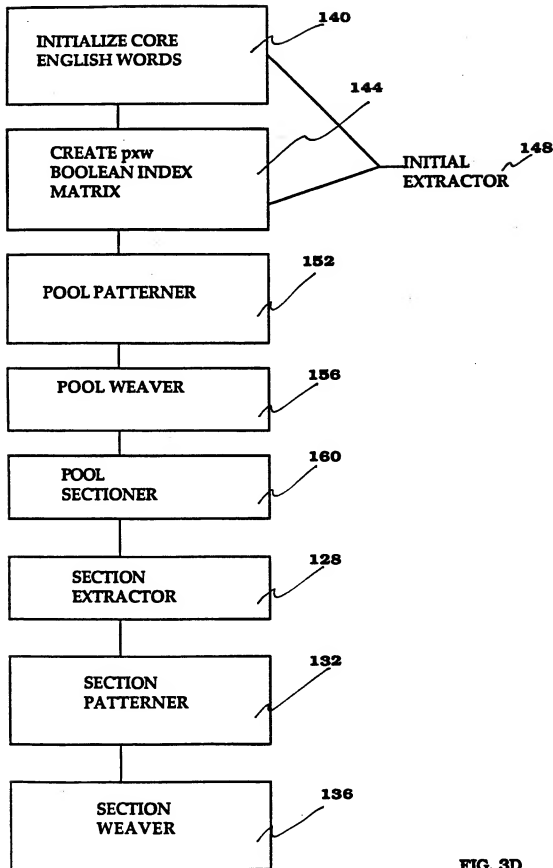 140
INITIALIZE CORE
ENGLISH WORDS
144
CREATE pxw
BOOLEAN INDEX
MATRIX
INITIAL
EXTRACTOR
148
152
POOL PATTERNER
156
POOL WEAVER
160
POOL
SECTIONER
128
SECTION
EXTRACTOR
132
SECTION
PATTERNER
136
SECTION
WEAVER
FIG. 3D